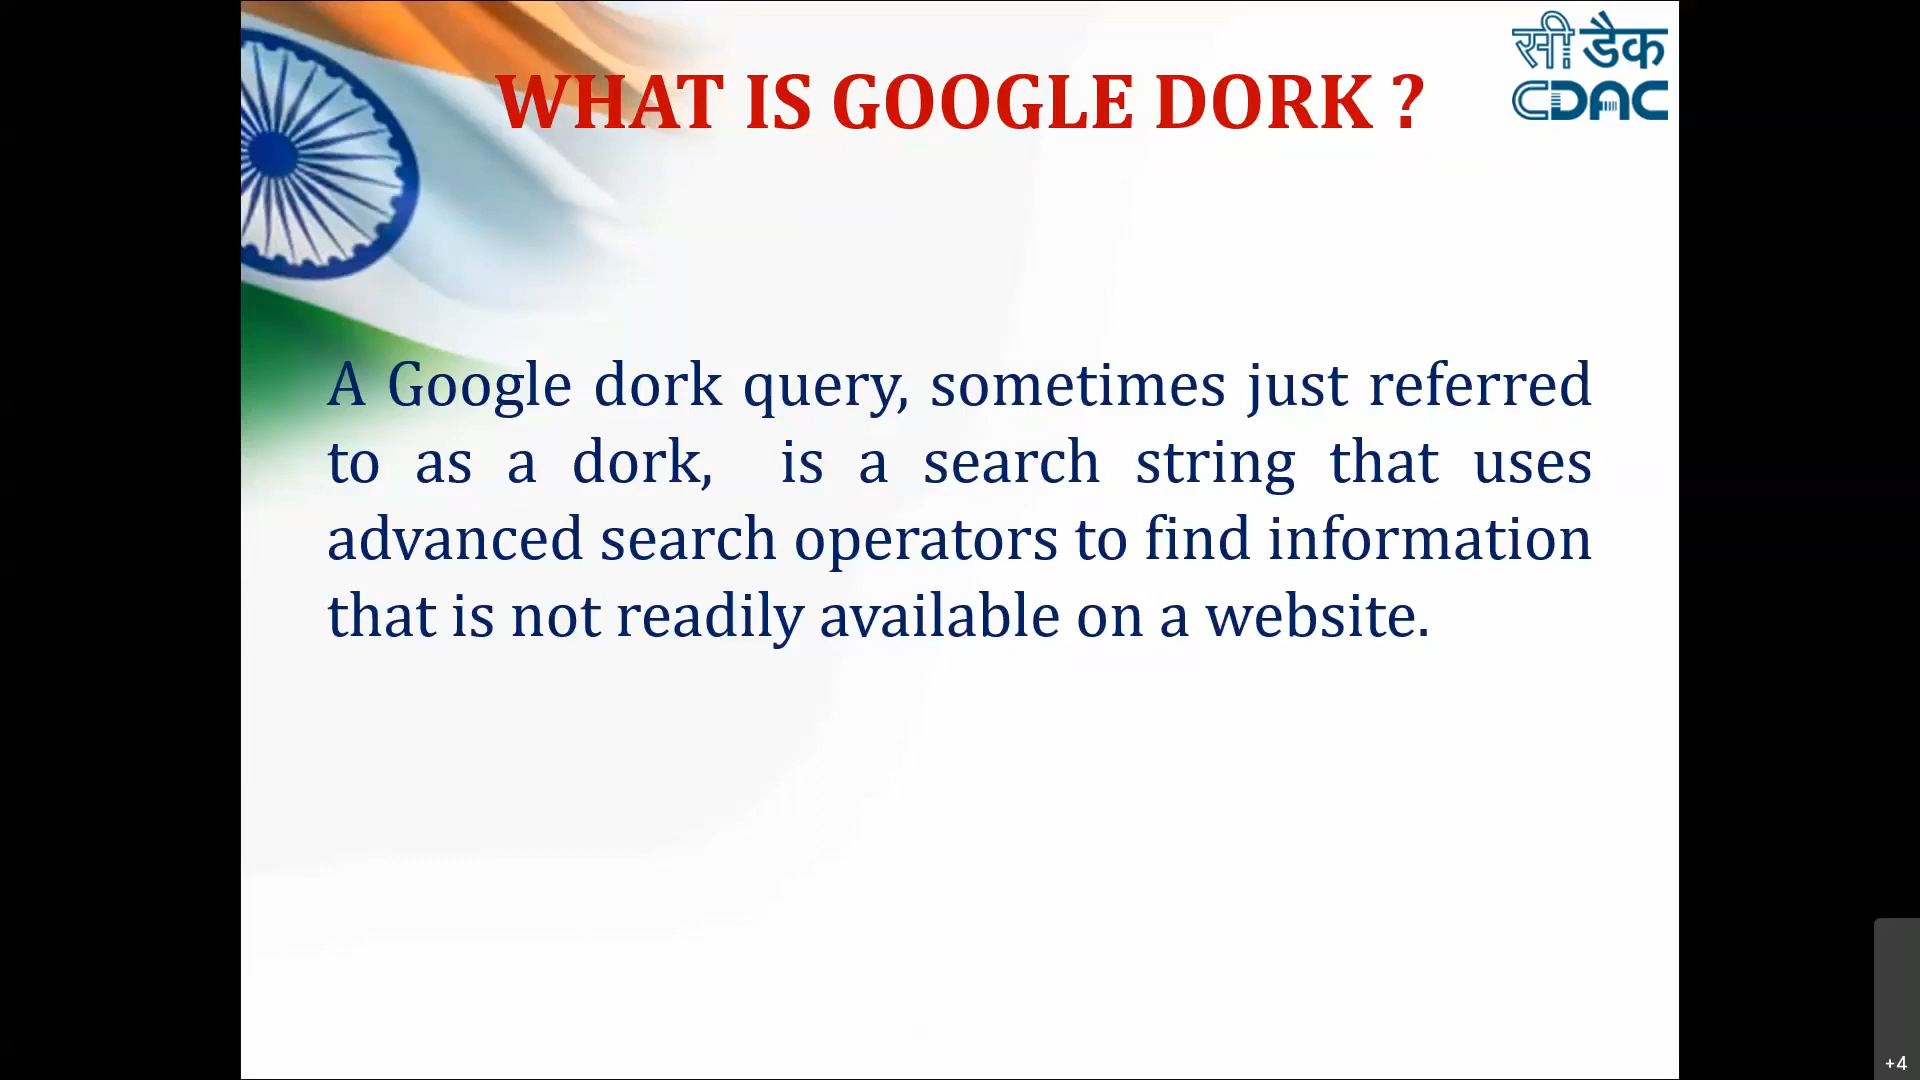 सी डैक
CDAC
WHAT IS GOOGLE DORK ?
A Google dork query, sometimes just referred
to as a dork, is a search string that uses
advanced search operators to find information
that is not readily available on a website.
+4